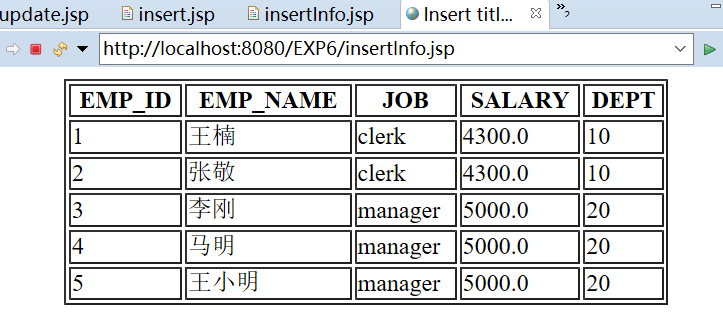 update.jsp insert.jsp insertInfo.jsp Insert titl... »2
http://localhost:8080/EXP6/insertInfo.jsp
EMP_ID EMP_NAME JOB SALARY DEPT
1 王楠 clerk 4300.0 10
2 张敬 clerk 4300.0 10
3 李刚 manager 5000.0 20
4 马明 manager 5000.0 20
5 王小明 manager 5000.0 20